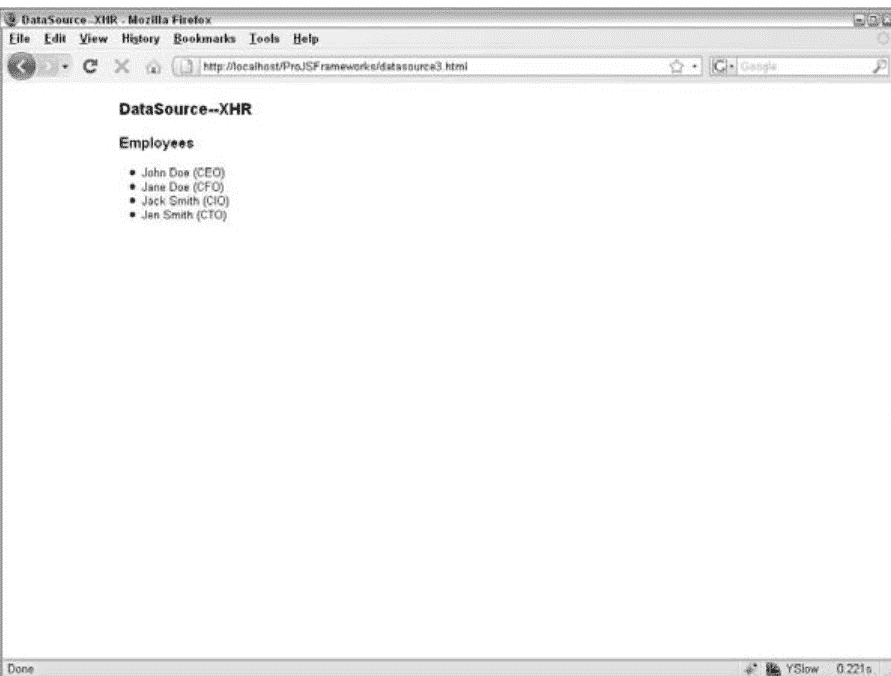 DataSource--XHR - Mozilla Firefox
File Edit View History Bookmarks Tools Help
http://localhost/ProJSFrameworks/datasource3.html
Google
DataSource--XHR
Employees
• John Doe (CEO)
• Jane Doe (CFO)
• Jack Smith (CIO)
• Jen Smith (CTO)
Done
YSlow 0.221s